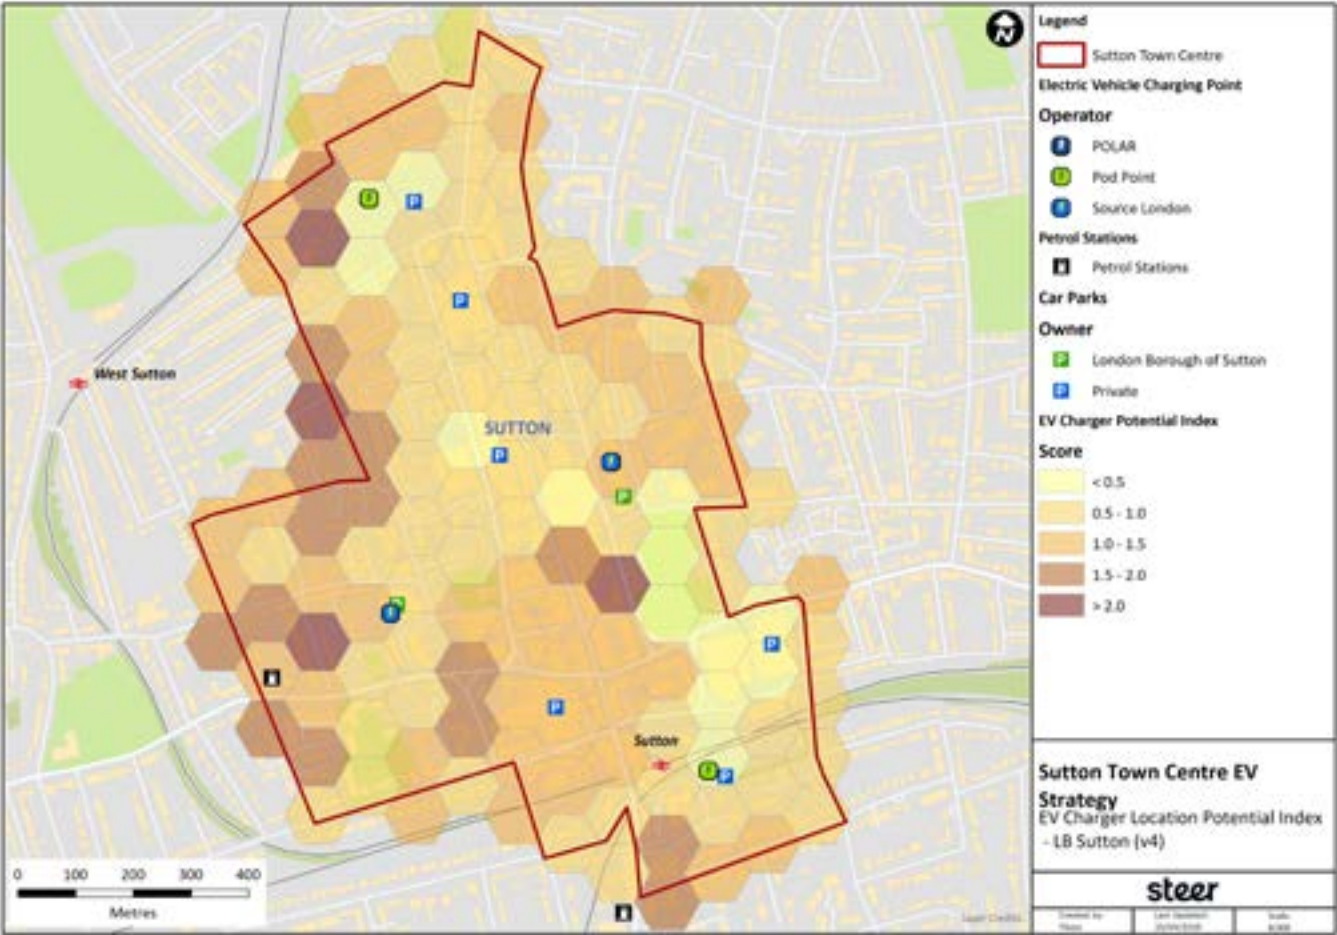 N
Legend
Sutton Town Centre
Electric Vehicle Charging Point
Operator
POLAR
Pod Point
Source London
Petrol Stations
Petrol Stations
Car Parks
Owner
P London Borough of Sutton
P Private
EV Charger Potential Index
Score
< 0.5
0.5 - 1.0
1.0 - 1.5
1.5 - 2.0
> 2.0
Sutton Town Centre EV
Strategy
EV Charger Location Potential Index
- LB Sutton (v4)
steer
P
P
West Sutton
SUTTON
P
P
P
P
Sutton
P
0 100 200 300 400
Metres